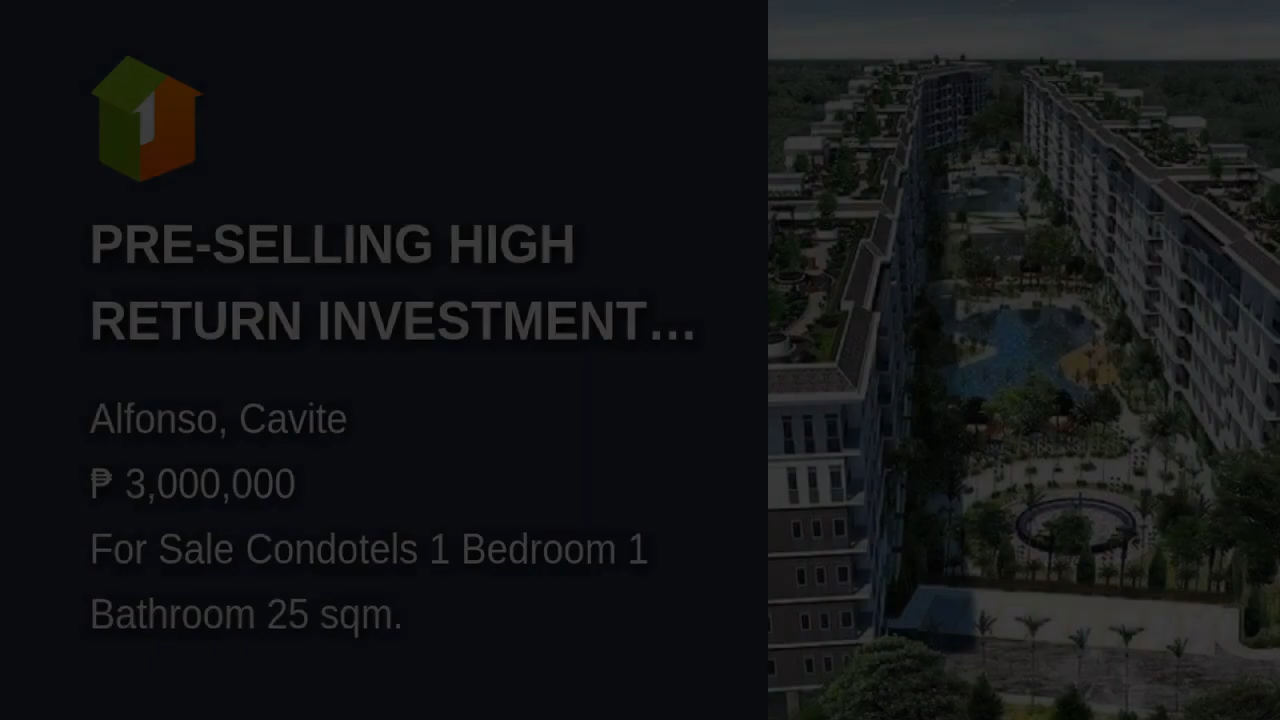 PRE-SELLING HIGH
RETURN INVESTMENT...
Alfonso, Cavite
₱ 3,000,000
For Sale Condotels 1 Bedroom 1
Bathroom 25 sqm.